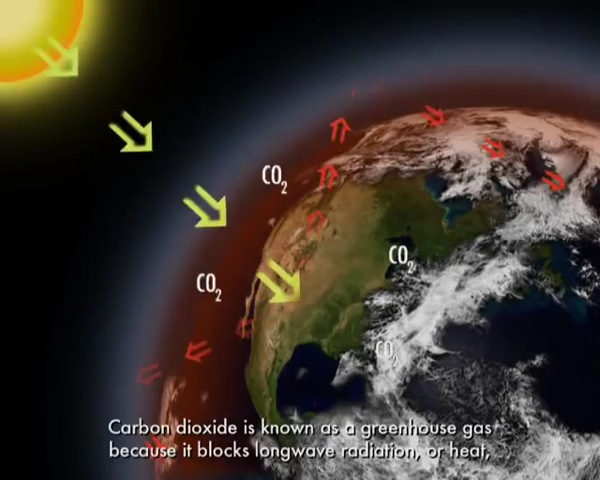 CO₂
CO₂
CO₂
CO₂
Carbon dioxide is known as a greenhouse gas
because it blocks longwave radiation, or heat,